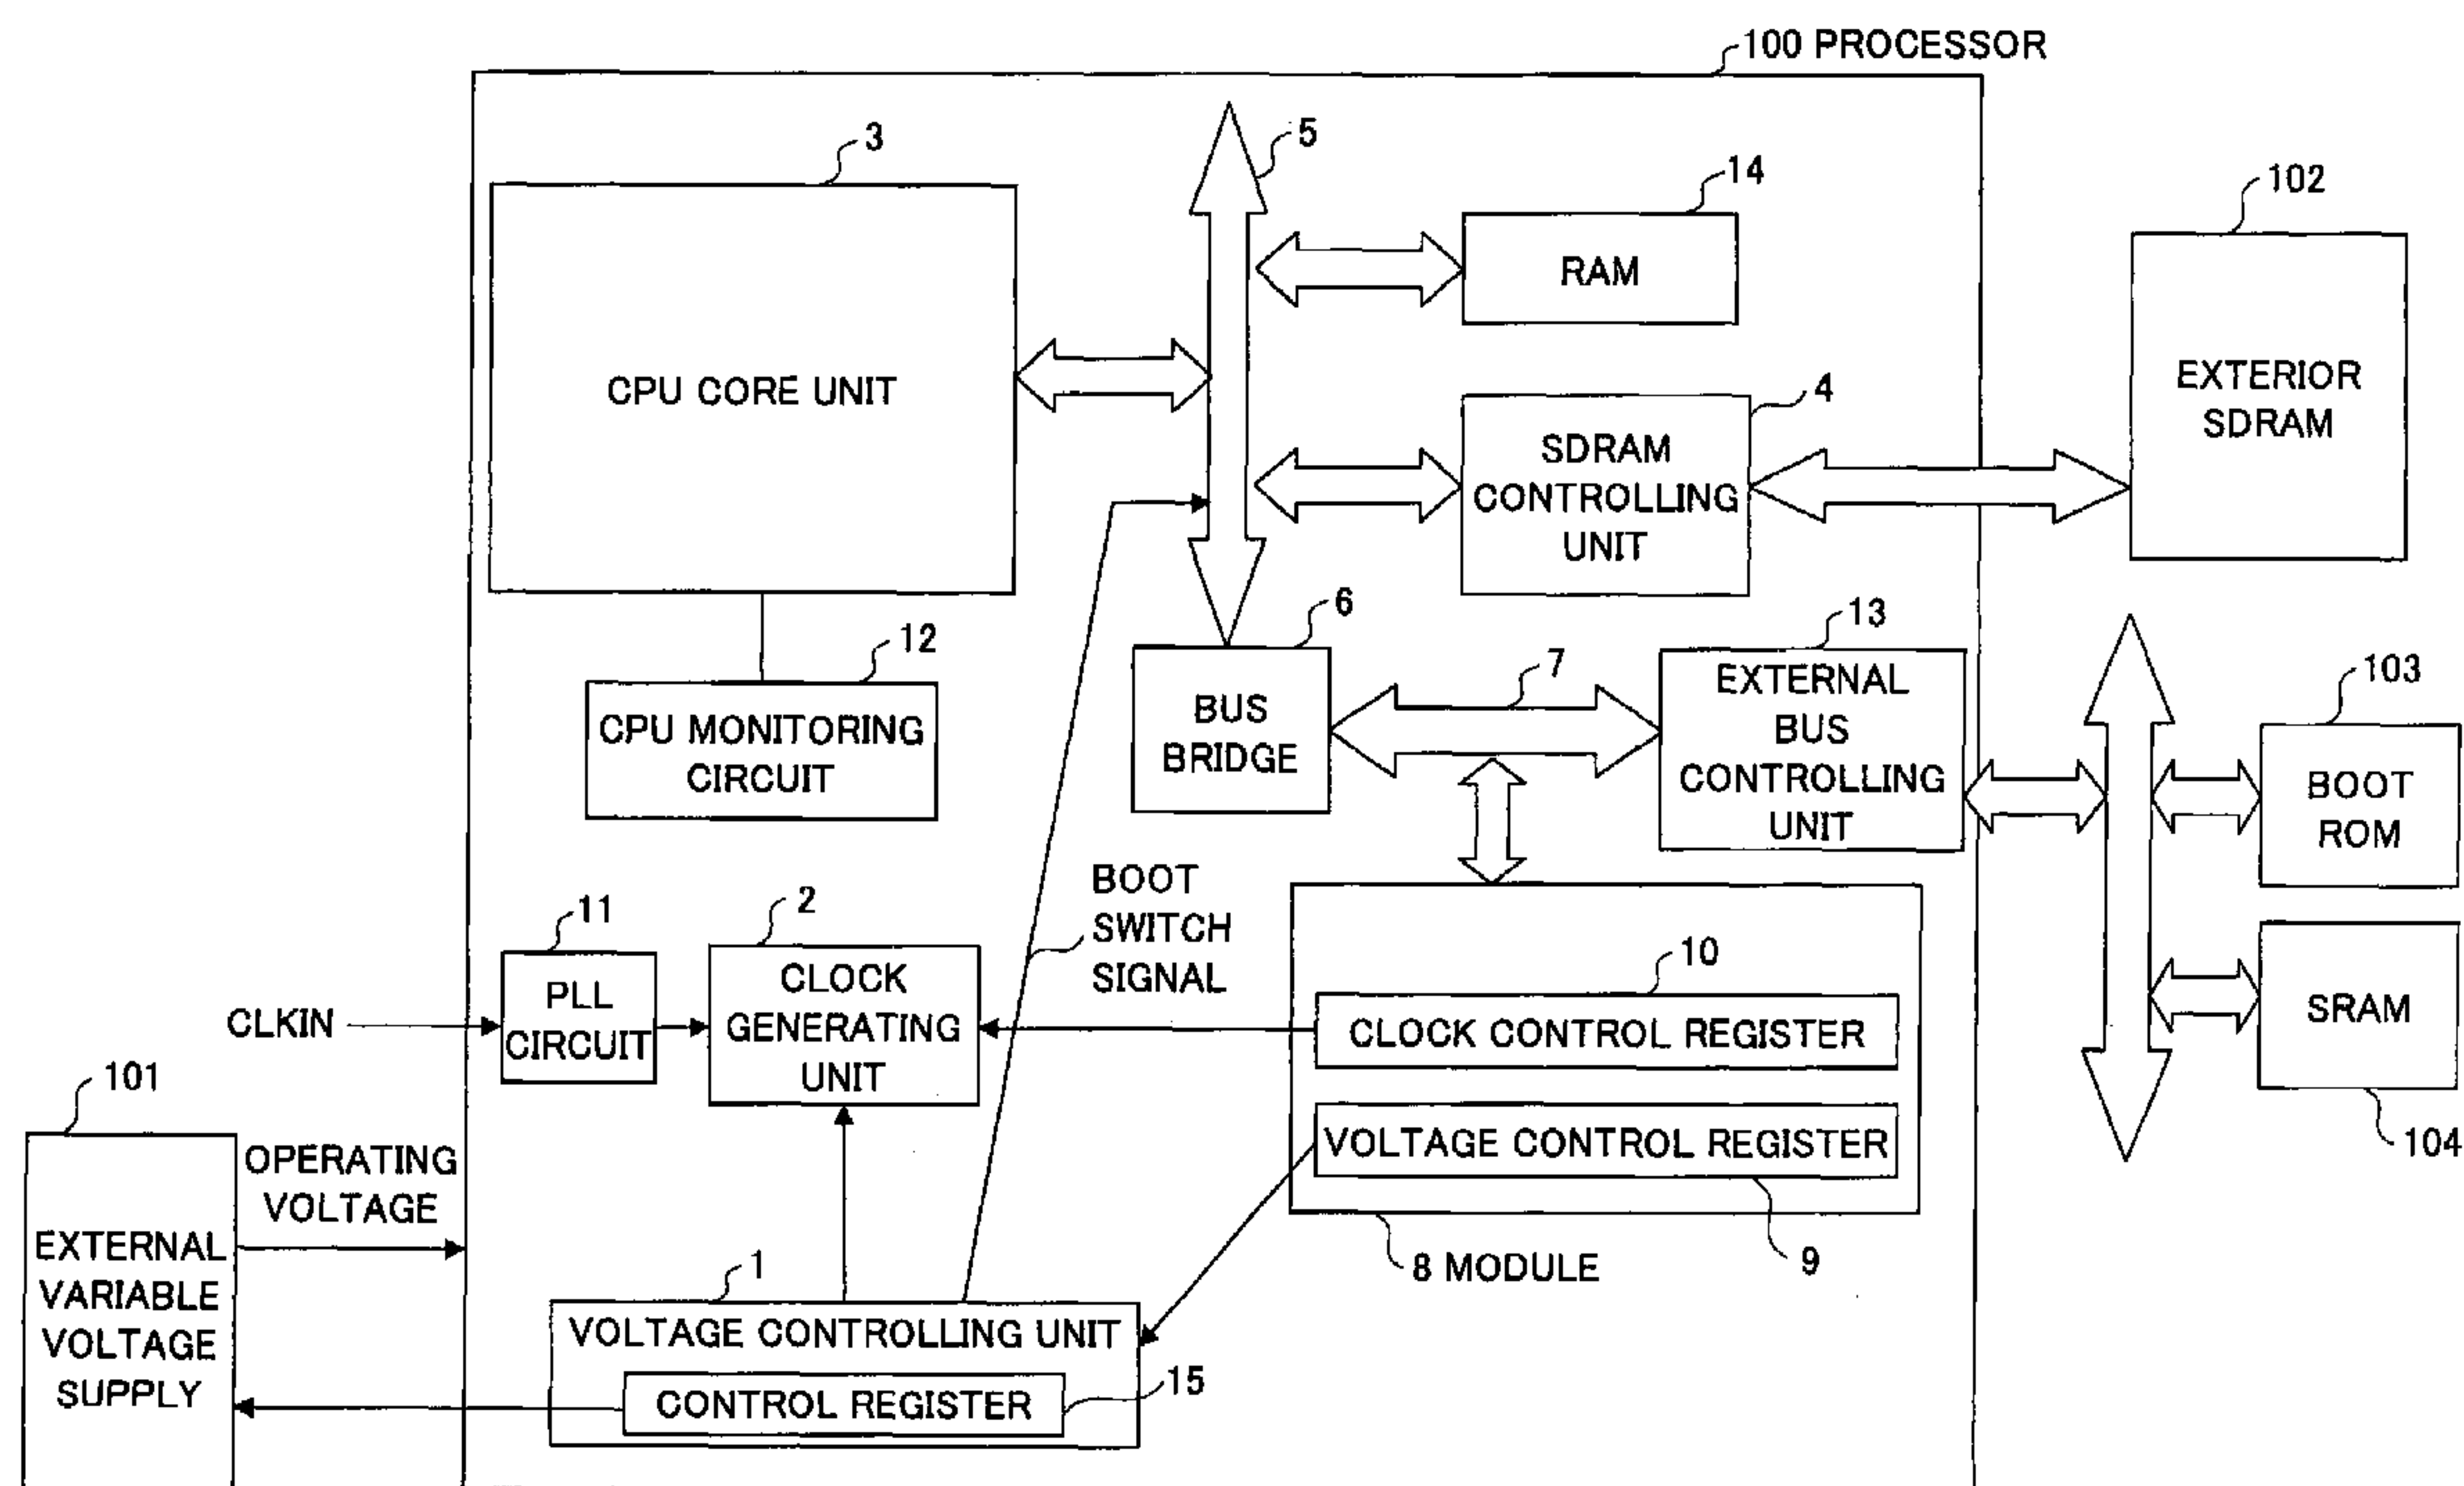 100 PROCESSOR
3
5
14
102
RAM
CPU CORE UNIT
4
EXTERIOR
SDRAM
SDRAM
CONTROLLING
UNIT
6
13
12
7
103
CPU MONITORING
CIRCUIT
BUS
BRIDGE
EXTERNAL
BUS
CONTROLLING
UNIT
BOOT
ROM
11
2
BOOT
SWITCH
SIGNAL
10
CLKIN
PLL
CIRCUIT
CLOCK
GENERATING
UNIT
CLOCK CONTROL REGISTER
SRAM
101
OPERATING
VOLTAGE
VOLTAGE CONTROL REGISTER
104
EXTERNAL
VARIABLE
VOLTAGE
SUPPLY
1
8 MODULE
9
VOLTAGE CONTROLLING UNIT
15
CONTROL REGISTER